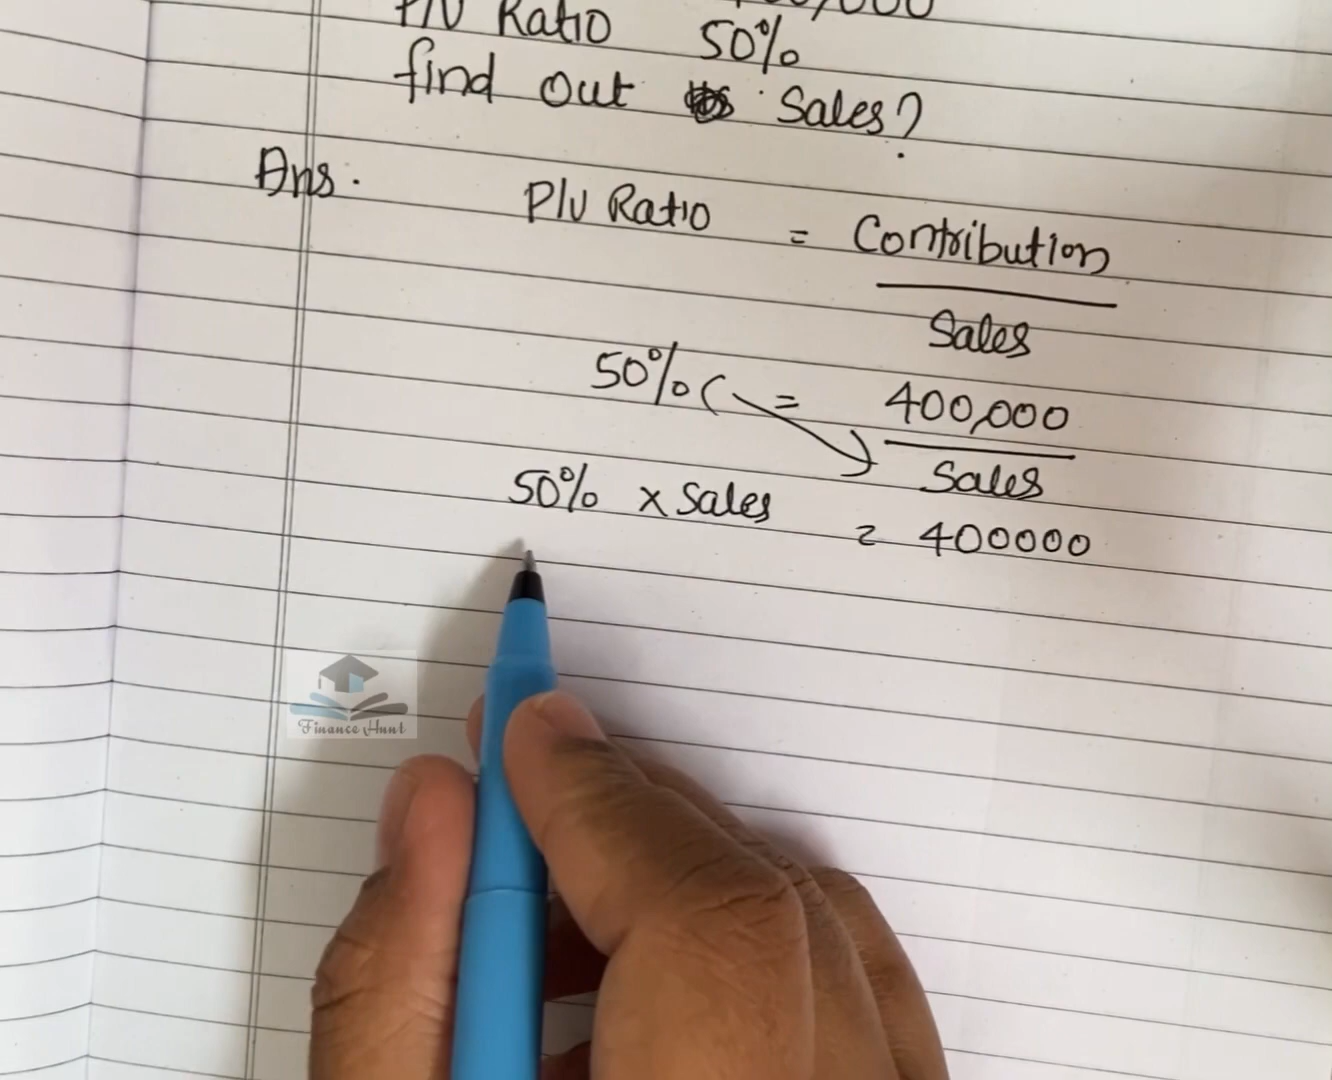 P/V Ratio 50%
find out Sales?
Ans. P/V Ratio = Contribution
Sales
50% = 400,000
Sales
50% x Sales = 400000
Finance Hunt